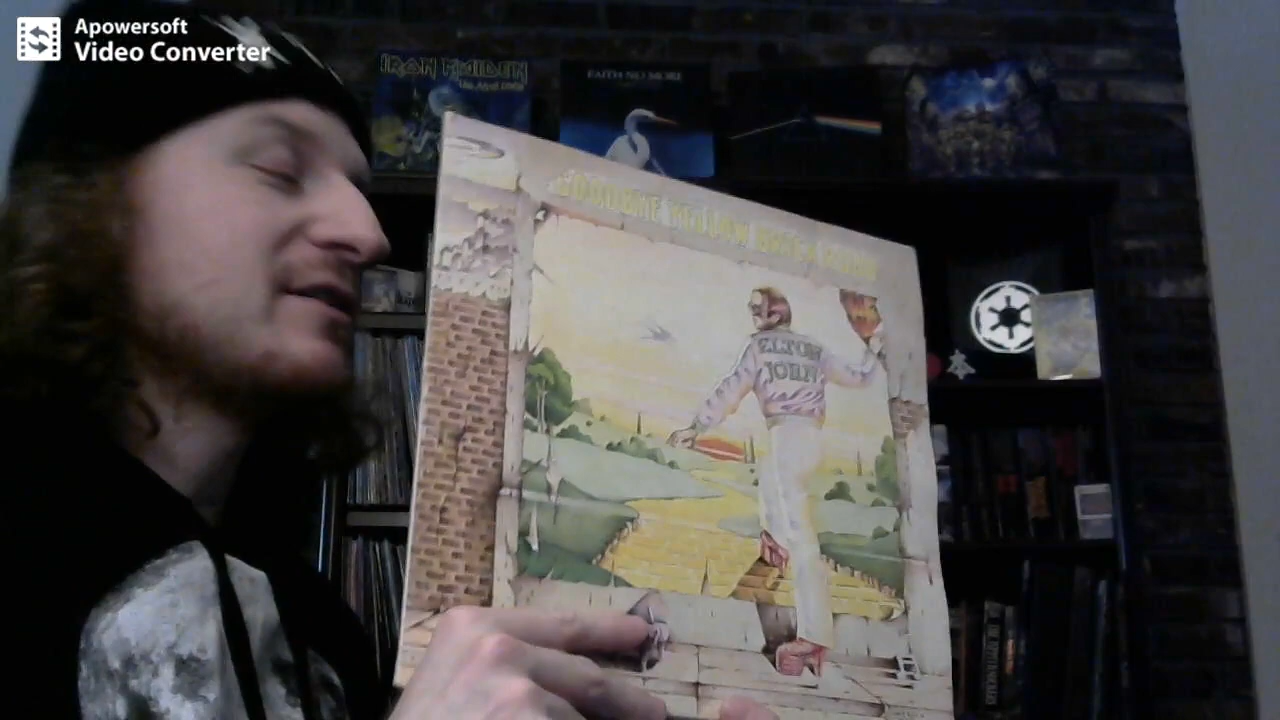 Apowersoft
Video Converter
IRON MAIDEN
FAITH NO MORE
GOODBYE YELLOW BRICK ROAD
ELTON
JOHN